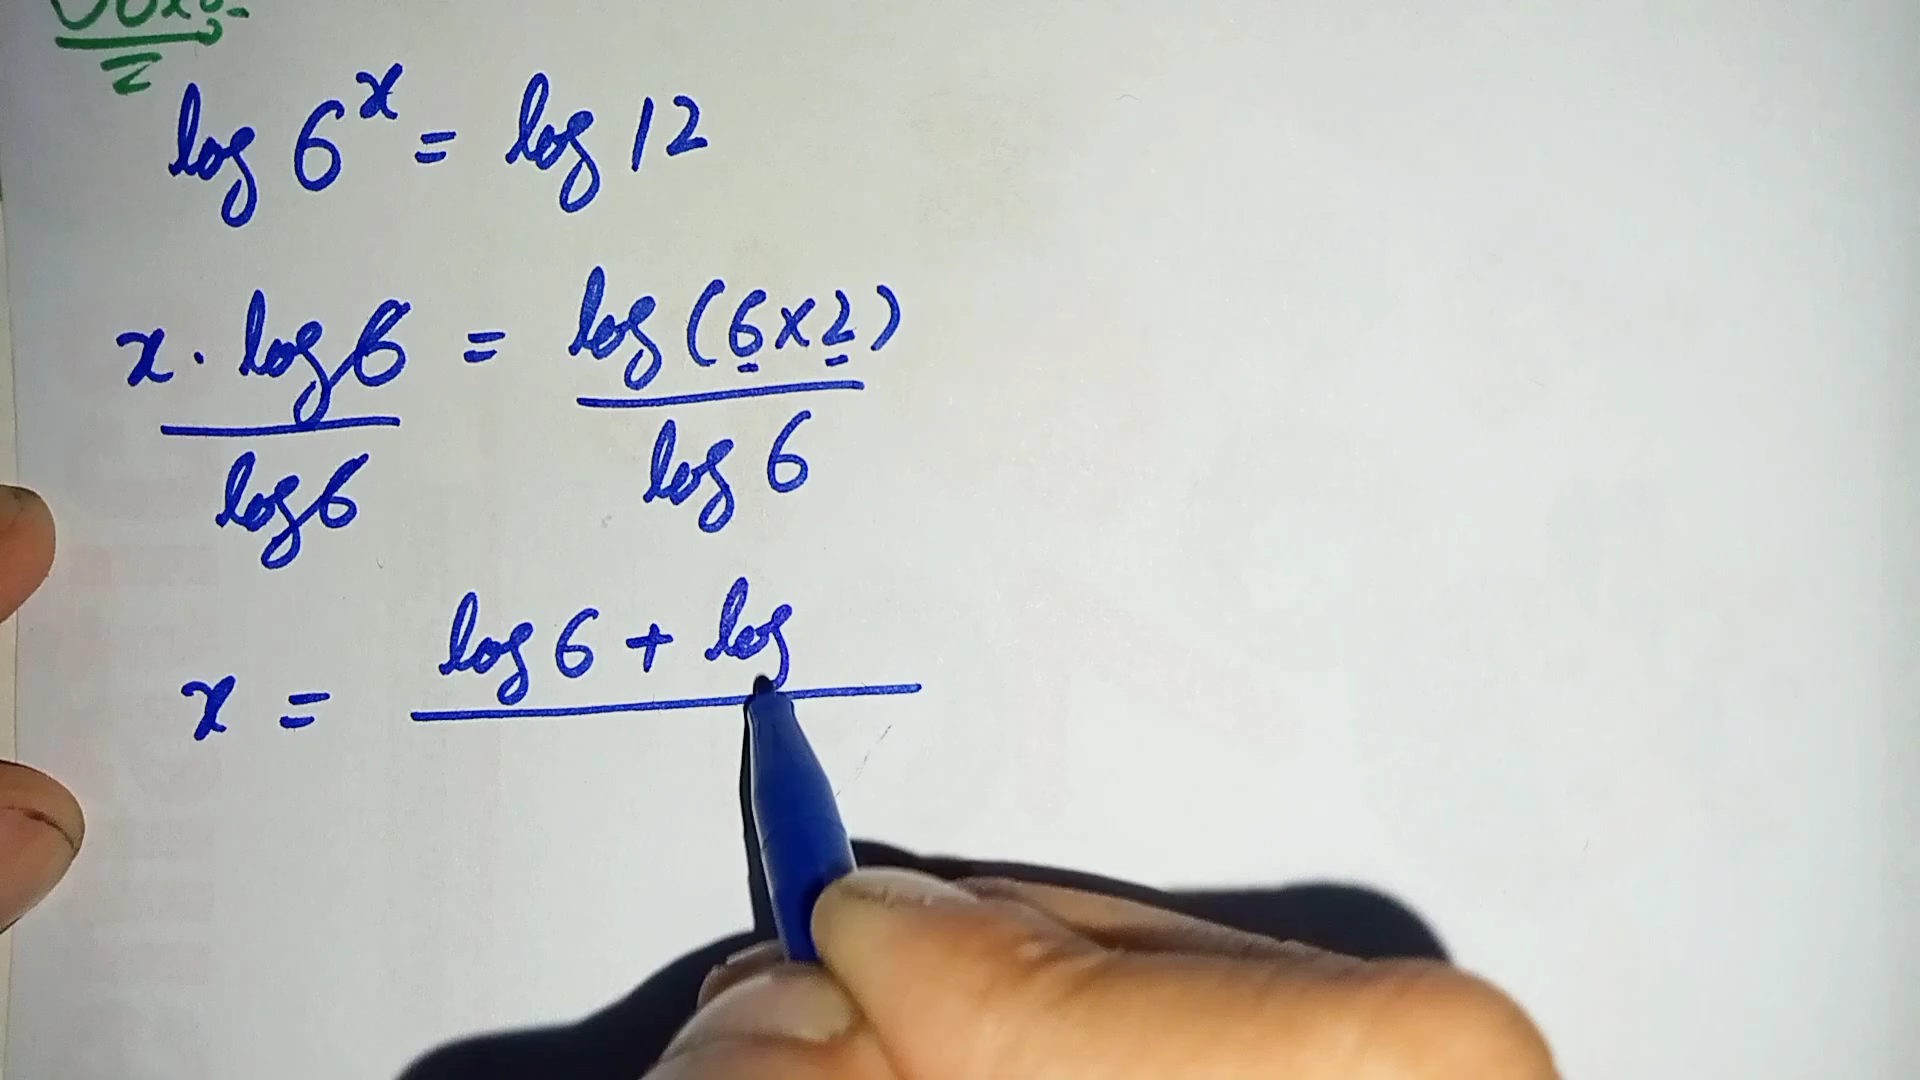 log 6^x = log 12
x . log 6 / log 6 = log (6 x 2) / log 6
x = log 6 + log /